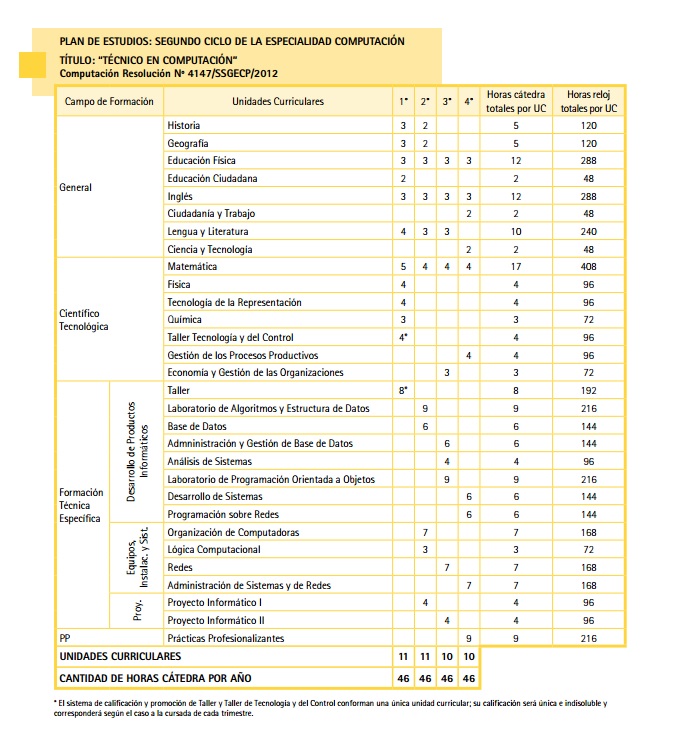 PLAN DE ESTUDIOS: SEGUNDO CICLO DE LA ESPECIALIDAD COMPUTACIÓN
TÍTULO: "TÉCNICO EN COMPUTACIÓN"
Computación Resolución Nº 4147/SSGECP/2012
Campo de Formación Unidades Curriculares 1° 2° 3° 4° Horas cátedra totales por UC Horas reloj totales por UC
General
Historia 3 2 5 120
Geografía 3 2 5 120
Educación Física 3 3 3 3 12 288
Educación Ciudadana 2 2 48
Inglés 3 3 3 3 12 288
Ciudadanía y Trabajo 2 2 48
Lengua y Literatura 4 3 3 10 240
Ciencia y Tecnología 2 2 48
Científico
Tecnológica
Matemática 5 4 4 4 17 408
Física 4 4 96
Tecnología de la Representación 4 4 96
Química 3 3 72
Taller Tecnología y del Control 4* 4 96
Gestión de los Procesos Productivos 4 4 96
Economía y Gestión de las Organizaciones 3 3 72
Formación
Técnica
Específica
Desarrollo de Productos
Informáticos
Taller 8* 8 192
Laboratorio de Algoritmos y Estructura de Datos 9 9 216
Base de Datos 6 6 144
Admninistración y Gestión de Base de Datos 6 6 144
Análisis de Sistemas 4 4 96
Laboratorio de Programación Orientada a Objetos 9 9 216
Desarrollo de Sistemas 6 6 144
Programación sobre Redes 6 6 144
Equipos,
Instalac. y Sist.
Organización de Computadoras 7 7 168
Lógica Computacional 3 3 72
Redes 7 7 168
Administración de Sistemas y de Redes 7 7 168
Proy.
Proyecto Informático I 4 4 96
Proyecto Informático II 4 4 96
PP Prácticas Profesionalizantes 9 9 216
UNIDADES CURRICULARES 11 11 10 10
CANTIDAD DE HORAS CÁTEDRA POR AÑO 46 46 46 46
* El sistema de calificación y promoción de Taller y Taller de Tecnología y del Control conforman una única unidad curricular; su calificación será única e indisoluble y
corresponderá según el caso a la cursada de cada trimestre.